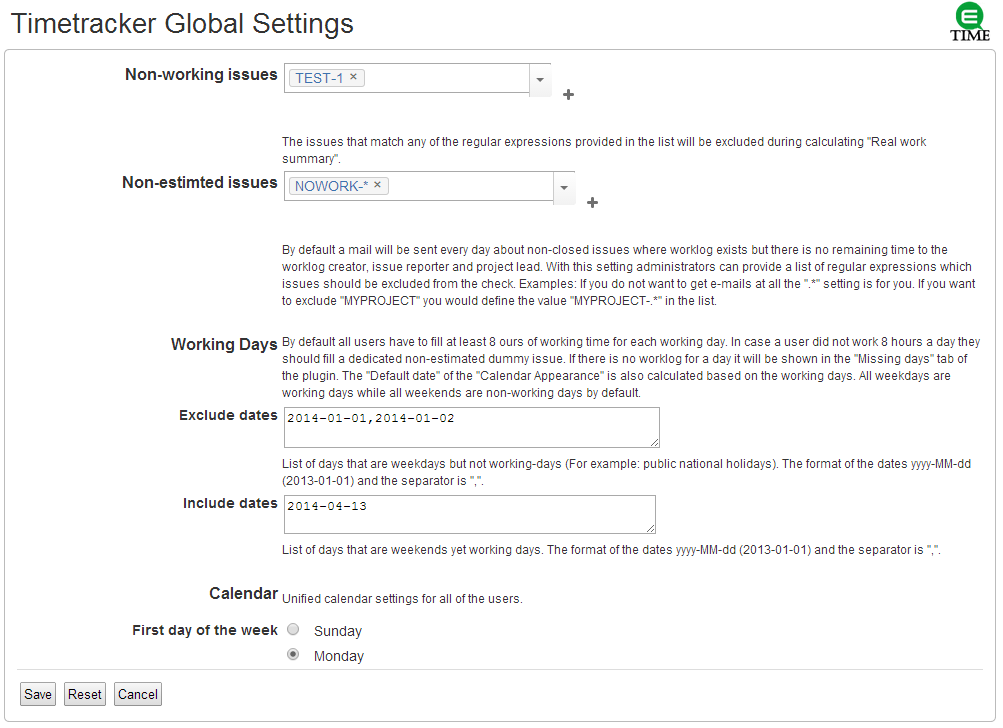 Timetracker Global Settings
E
TIME
Non-working issues
TEST-1 ×
+
The issues that match any of the regular expressions provided in the list will be excluded during calculating "Real work
summary".
Non-estimted issues
NOWORK-* ×
+
By default a mail will be sent every day about non-closed issues where worklog exists but there is no remaining time to the
worklog creator, issue reporter and project lead. With this setting administrators can provide a list of regular expressions which
issues should be excluded from the check. Examples: If you do not want to get e-mails at all the ".*" setting is for you. If you want
to exclude "MYPROJECT" you would define the value "MYPROJECT-.*" in the list.
Working Days
By default all users have to fill at least 8 ours of working time for each working day. In case a user did not work 8 hours a day they
should fill a dedicated non-estimated dummy issue. If there is no worklog for a day it will be shown in the "Missing days" tab of
the plugin. The "Default date" of the "Calendar Appearance" is also calculated based on the working days. All weekdays are
working days while all weekends are non-working days by default.
Exclude dates
2014-01-01,2014-01-02
List of days that are weekdays but not working-days (For example: public national holidays). The format of the dates yyyy-MM-dd
(2013-01-01) and the separator is ",".
Include dates
2014-04-13
List of days that are weekends yet working days. The format of the dates yyyy-MM-dd (2013-01-01) and the separator is ",".
Calendar
Unified calendar settings for all of the users.
First day of the week
Sunday
Monday
Save Reset Cancel